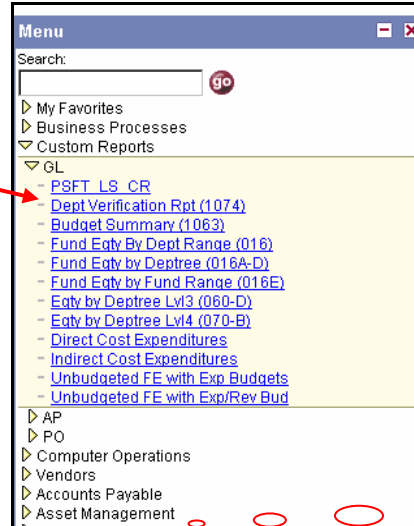 Menu
Search:
go
My Favorites
Business Processes
Custom Reports
GL
PSFT LS CR
Dept Verification Rpt (1074)
Budget Summary (1063)
Fund Eqty By Dept Range (016)
Fund Eqty by Deptree (016A-D)
Fund Eqty by Fund Range (016E)
Eqty by Deptree Lvl3 (060-D)
Eqty by Deptree Lvl4 (070-B)
Direct Cost Expenditures
Indirect Cost Expenditures
Unbudgeted FE with Exp Budgets
Unbudgeted FE with Exp/Rev Bud
AP
PO
Computer Operations
Vendors
Accounts Payable
Asset Management